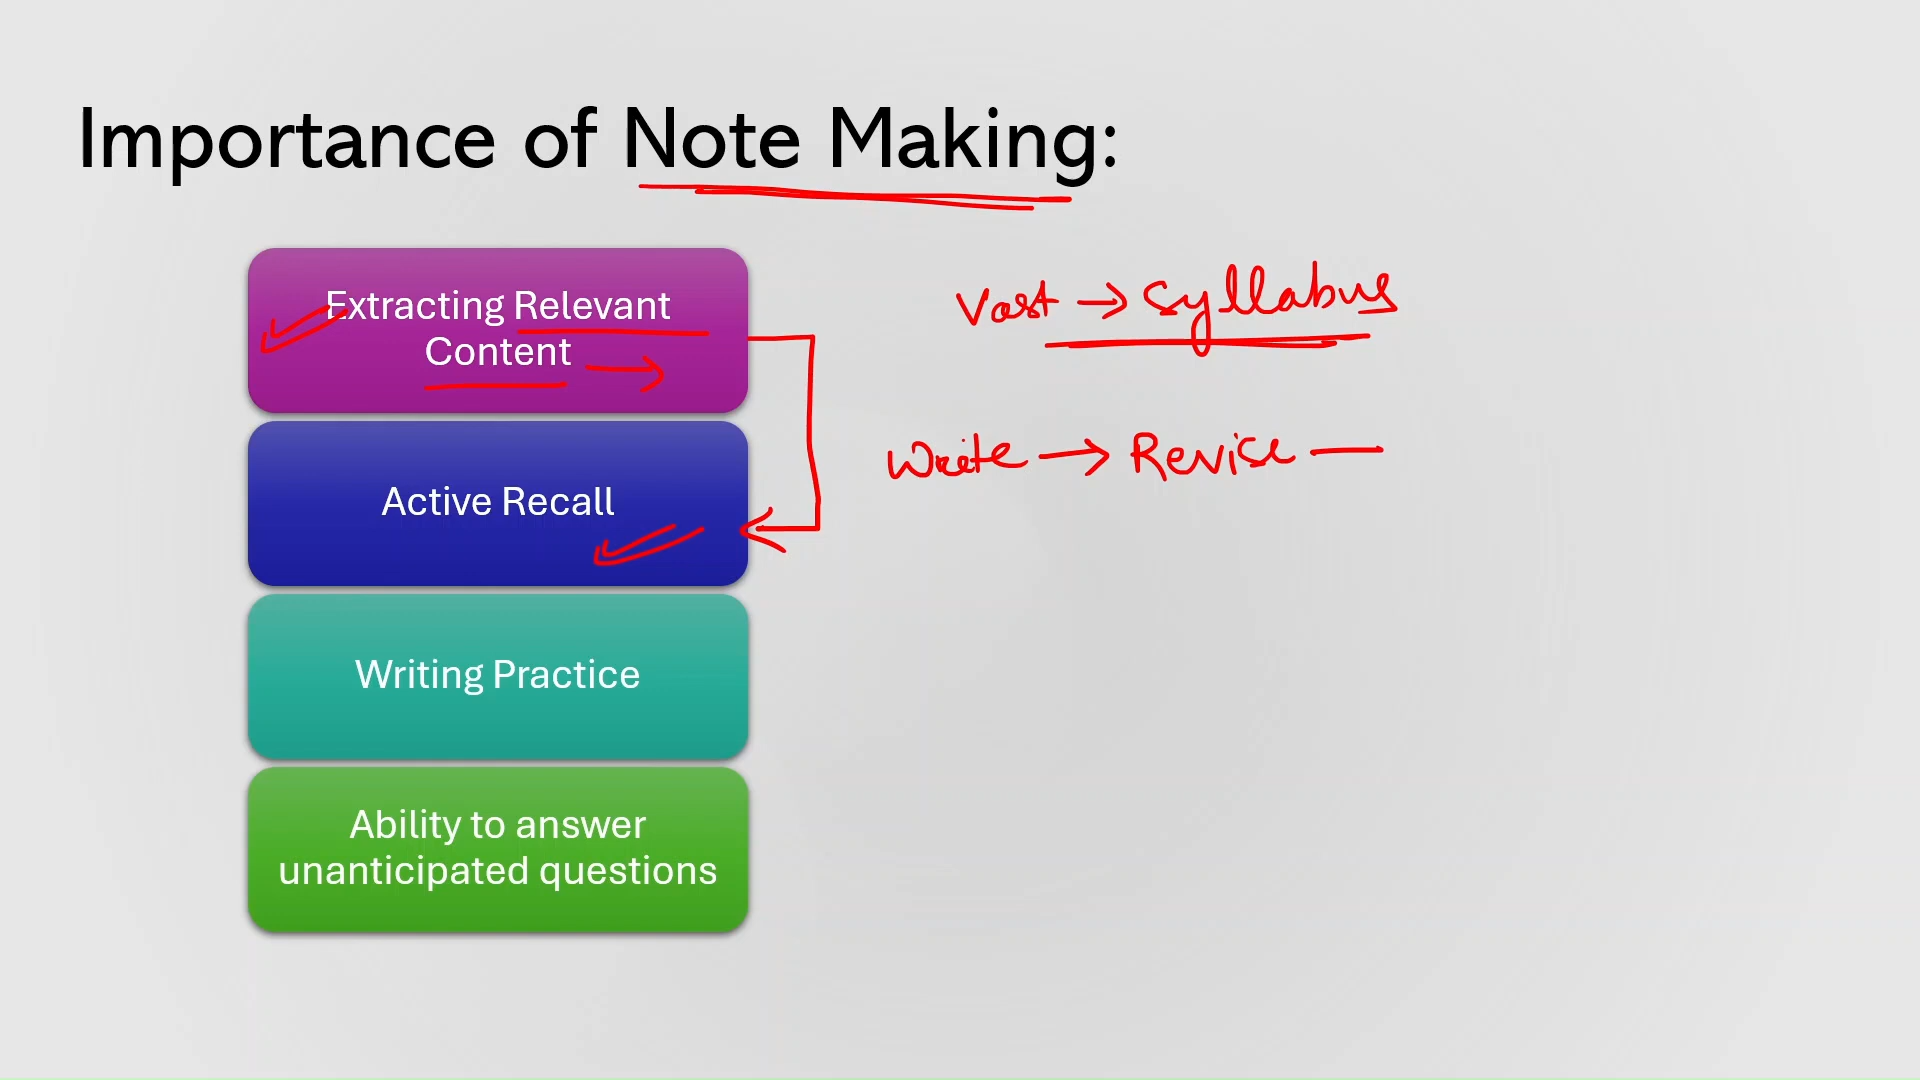 Importance of Note Making:
Extracting Relevant
Content
Vast → Syllabus
Active Recall
Write → Revise —
Writing Practice
Ability to answer
unanticipated questions